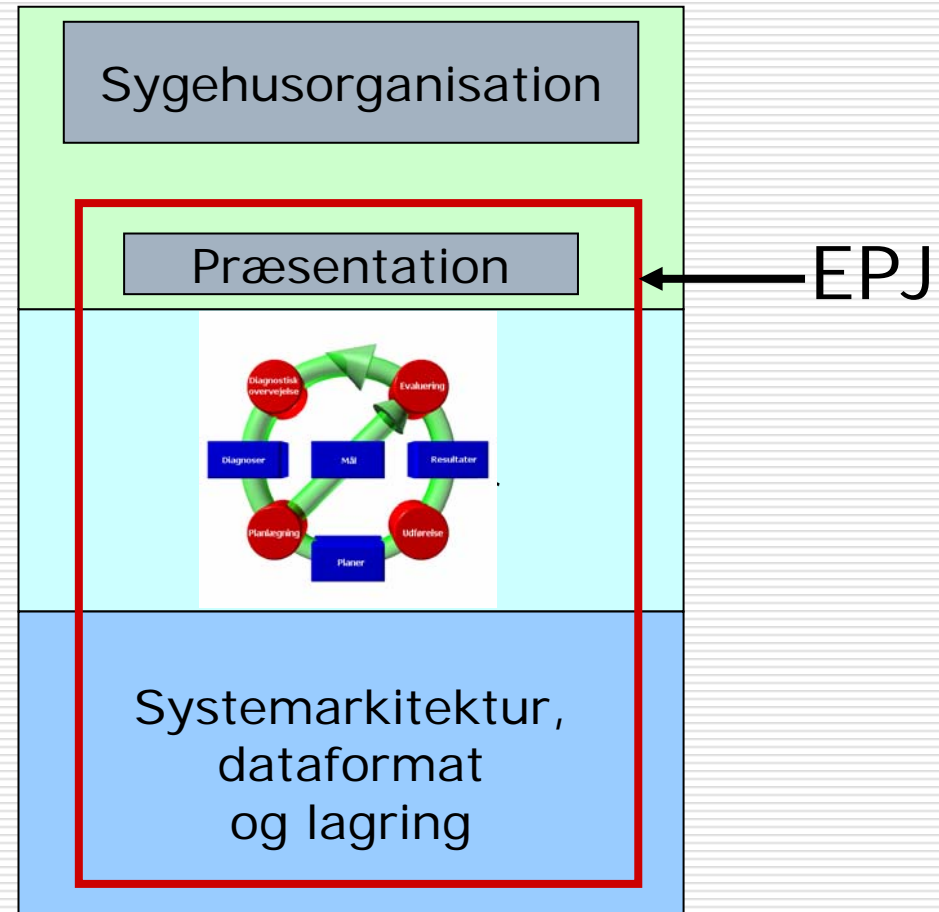 Sygehusorganisation
Præsentation
EPJ
Diagnostisk
overvejelse
Evaluering
Diagnoser
Mål
Resultater
Planlægning
Udførelse
Planer
Systemarkitektur,
dataformat
og lagring